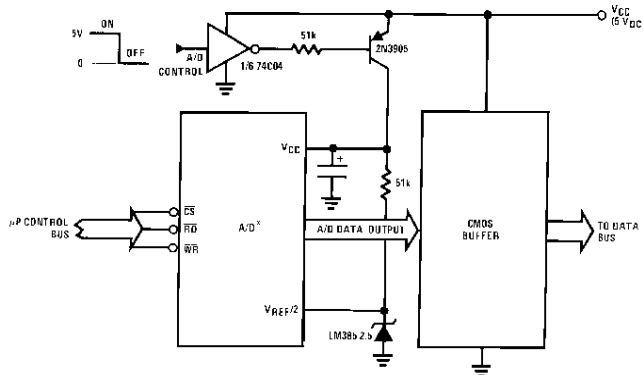 ON
5V
OFF
0
A/D
CONTROL
1/6 74C04
51k
2N3905
VCC
(5 VDC
VCC
+
51k
µP CONTROL
BUS
CS
RD
WR
A/D*
A/D DATA OUTPUT
CMOS
BUFFER
TO DATA
BUS
VREF/2
LM385 2.5